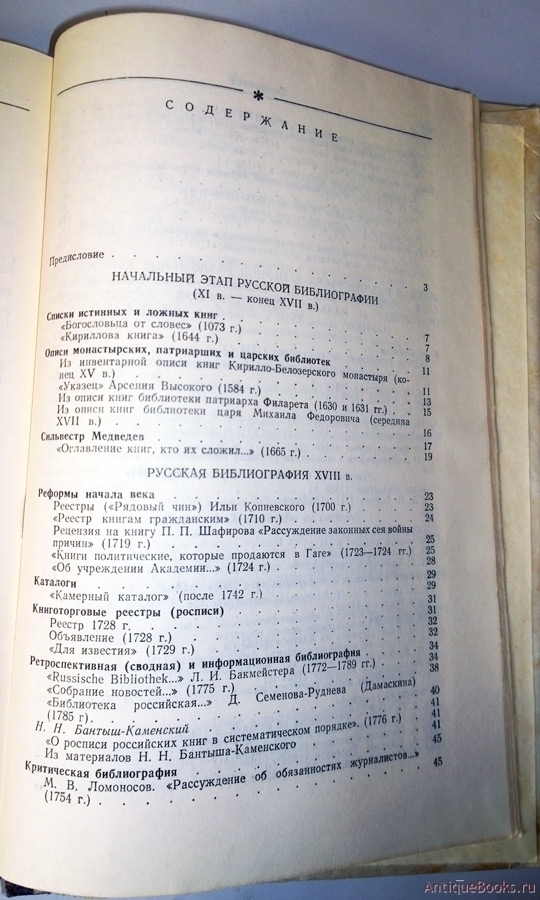 СОДЕРЖАНИЕ
Предисловие 3
НАЧАЛЬНЫЙ ЭТАП РУССКОЙ БИБЛИОГРАФИИ
(XI в. — конец XVII в.)
Списки истинных и ложных книг 7
«Богословьца от словес» (1073 г.) 7
«Кириллова книга» (1644 г.) 8
Описи монастырских, патриарших и царских библиотек 11
Из инвентарной описи книг Кирилло-Белозерского монастыря (ко-
нец XV в.) 11
«Указец» Арсения Высокого (1584 г.) 13
Из описи книг библиотеки патриарха Филарета (1630 и 1631 гг.) 15
Из описи книг библиотеки царя Михаила Федоровича (середина
XVII в.) 16
Сильвестр Медведев 17
«Оглавление книг, кто их сложил...» (1665 г.) 19
РУССКАЯ БИБЛИОГРАФИЯ XVIII в.
Реформы начала века 23
Реестры («Рядовый чин») Ильи Копиевского (1700 г.) 23
«Реестр книгам гражданским» (1710 г.) 24
Рецензия на книгу П. П. Шафирова «Рассуждение законных сея войны
причин» (1719 г.) 25
«Книги политические, которые продаются в Гаге» (1723—1724 гг.) 25
«Об учреждении Академии...» (1724 г.) 28
Каталоги 29
«Камерный каталог» (после 1742 г.) 29
Книготорговые реестры (росписи) 31
Реестр 1728 г. 31
Объявление (1728 г.) 32
«Для известия» (1729 г.) 32
Ретроспективная (сводная) и информационная библиография 34
«Russische Bibliothek...» Л. И. Бакмейстера (1772—1789 гг.) 34
«Собрание новостей...» (1775 г.) 38
«Библиотека российская...» Д. Семенова-Руднева (Дамаскина)
(1785 г). 40
Н. Н. Бантыш-Каменский 41
«О росписи российских книг в систематическом порядке». (1776 г.) 41
Из материалов Н. Н. Бантыша-Каменского
Критическая библиография 45
М. В. Ломоносов. «Рассуждение об обязанностях журналистов...»
(1754 г.) 45
AntiqueBooks.ru